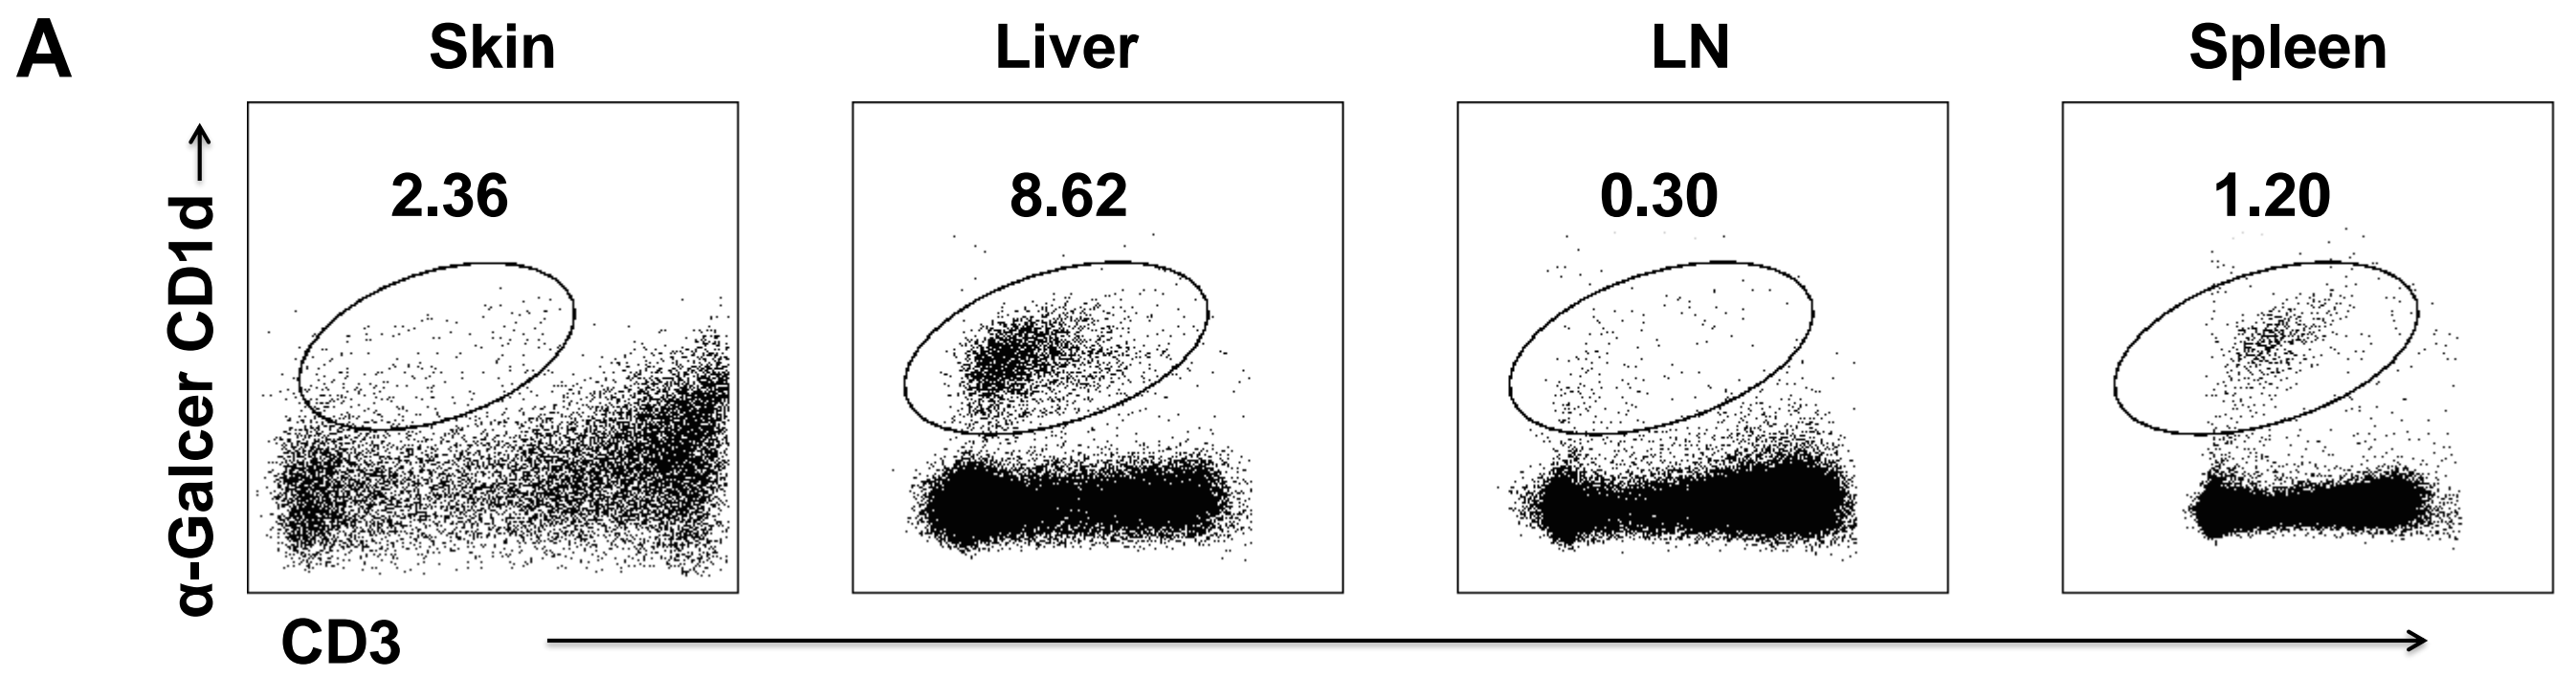 A
Skin
Liver
LN
Spleen
2.36
8.62
0.30
1.20
α-Galcer CD1d
CD3